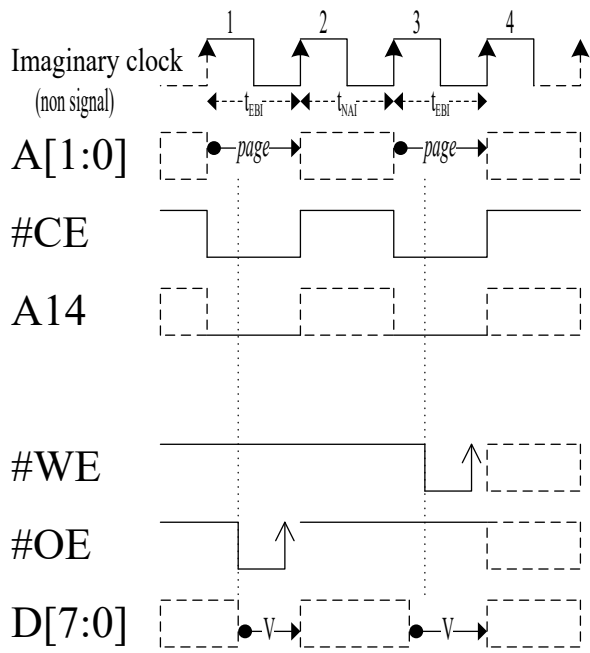 1 2 3 4
Imaginary clock
(non signal)
tEBI tNAI tEBI
A[1:0] page page
#CE
A14
#WE
#OE
D[7:0] V V